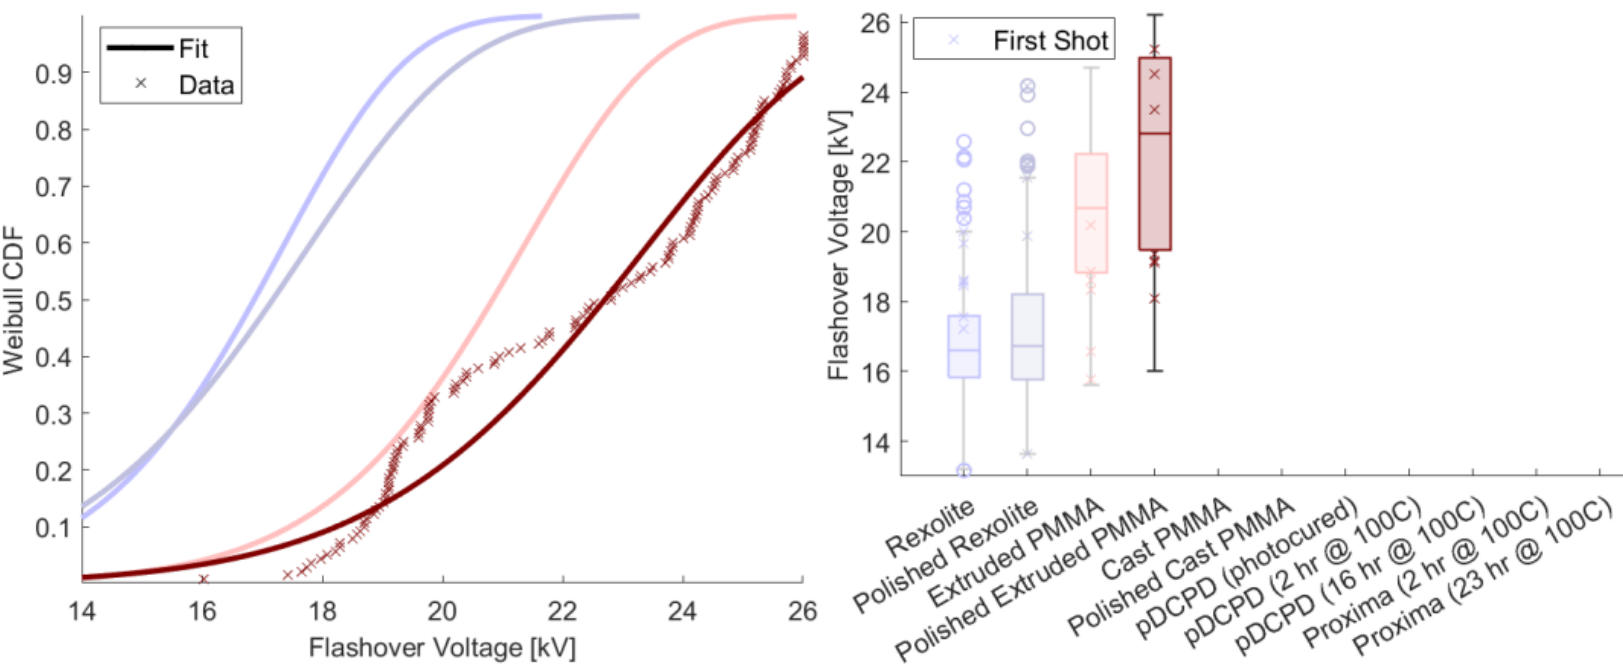 Weibull CDF
0.9
0.8
0.7
0.6
0.5
0.4
0.3
0.2
0.1
Fit
Data
14 16 18 20 22 24 26
Flashover Voltage [kV]
Flashover Voltage [kV]
26
24
22
20
18
16
14
First Shot
Rexolite
Polished Rexolite
Extruded PMMA
Polished Extruded PMMA
Cast PMMA
Polished Cast PMMA
pDCPD (photocured)
pDCPD (2 hr @ 100C)
pDCPD (16 hr @ 100C)
Proxima (2 hr @ 100C)
Proxima (23 hr @ 100C)